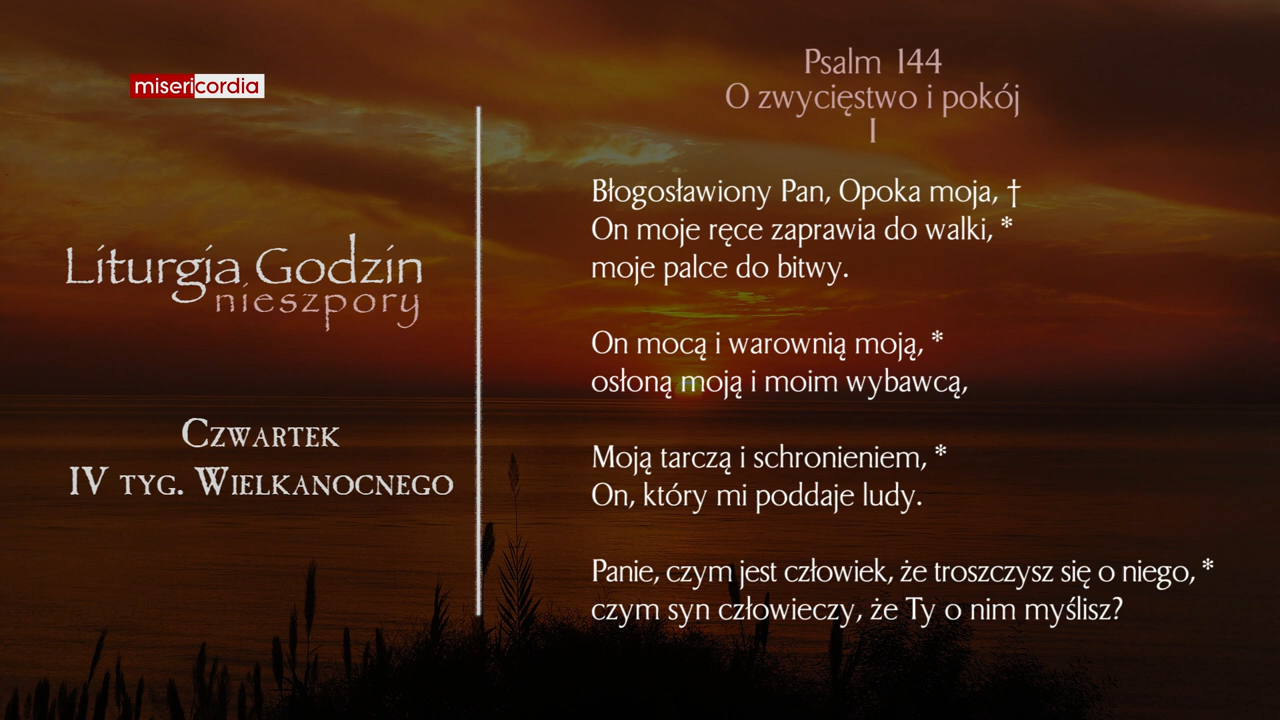 misericordia
Liturgia Godzin
nieszpory
Czwartek
IV tyg. Wielkanocnego
Psalm 144
O zwycięstwo i pokój
I
Błogosławiony Pan, Opoka moja, †
On moje ręce zaprawia do walki, *
moje palce do bitwy.
On mocą i warownią moją, *
osłoną moją i moim wybawcą,
Moją tarczą i schronieniem, *
On, który mi poddaje ludy.
Panie, czym jest człowiek, że troszczysz się o niego, *
czym syn człowieczy, że Ty o nim myślisz?